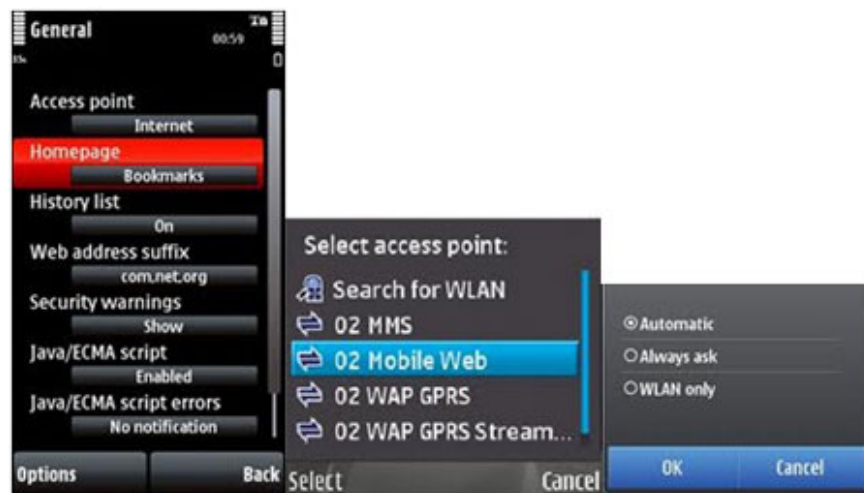 General
00:59
Access point
Internet
Homepage
Bookmarks
History list
On
Web address suffix
com,net,org
Security warnings
Show
Java/ECMA script
Enabled
Java/ECMA script errors
No notification
Options Back
Select access point:
Search for WLAN
O2 MMS
O2 Mobile Web
O2 WAP GPRS
O2 WAP GPRS Stream...
Select Cancel
Automatic
Always ask
WLAN only
OK Cancel